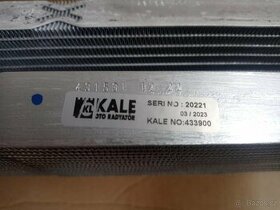 KALE
OTO RADYATÖR
SERI NO : 20221
03 / 2023
KALE NO:433900